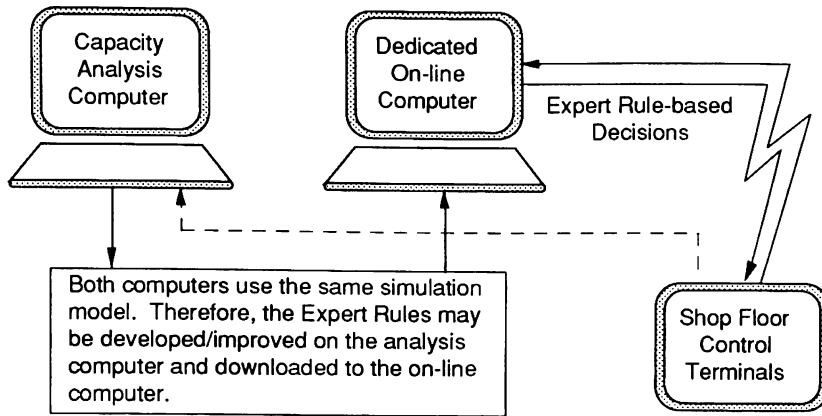 Capacity
Analysis
Computer
Dedicated
On-line
Computer
Expert Rule-based
Decisions
Both computers use the same simulation
model. Therefore, the Expert Rules may
be developed/improved on the analysis
computer and downloaded to the on-line
computer.
Shop Floor
Control
Terminals